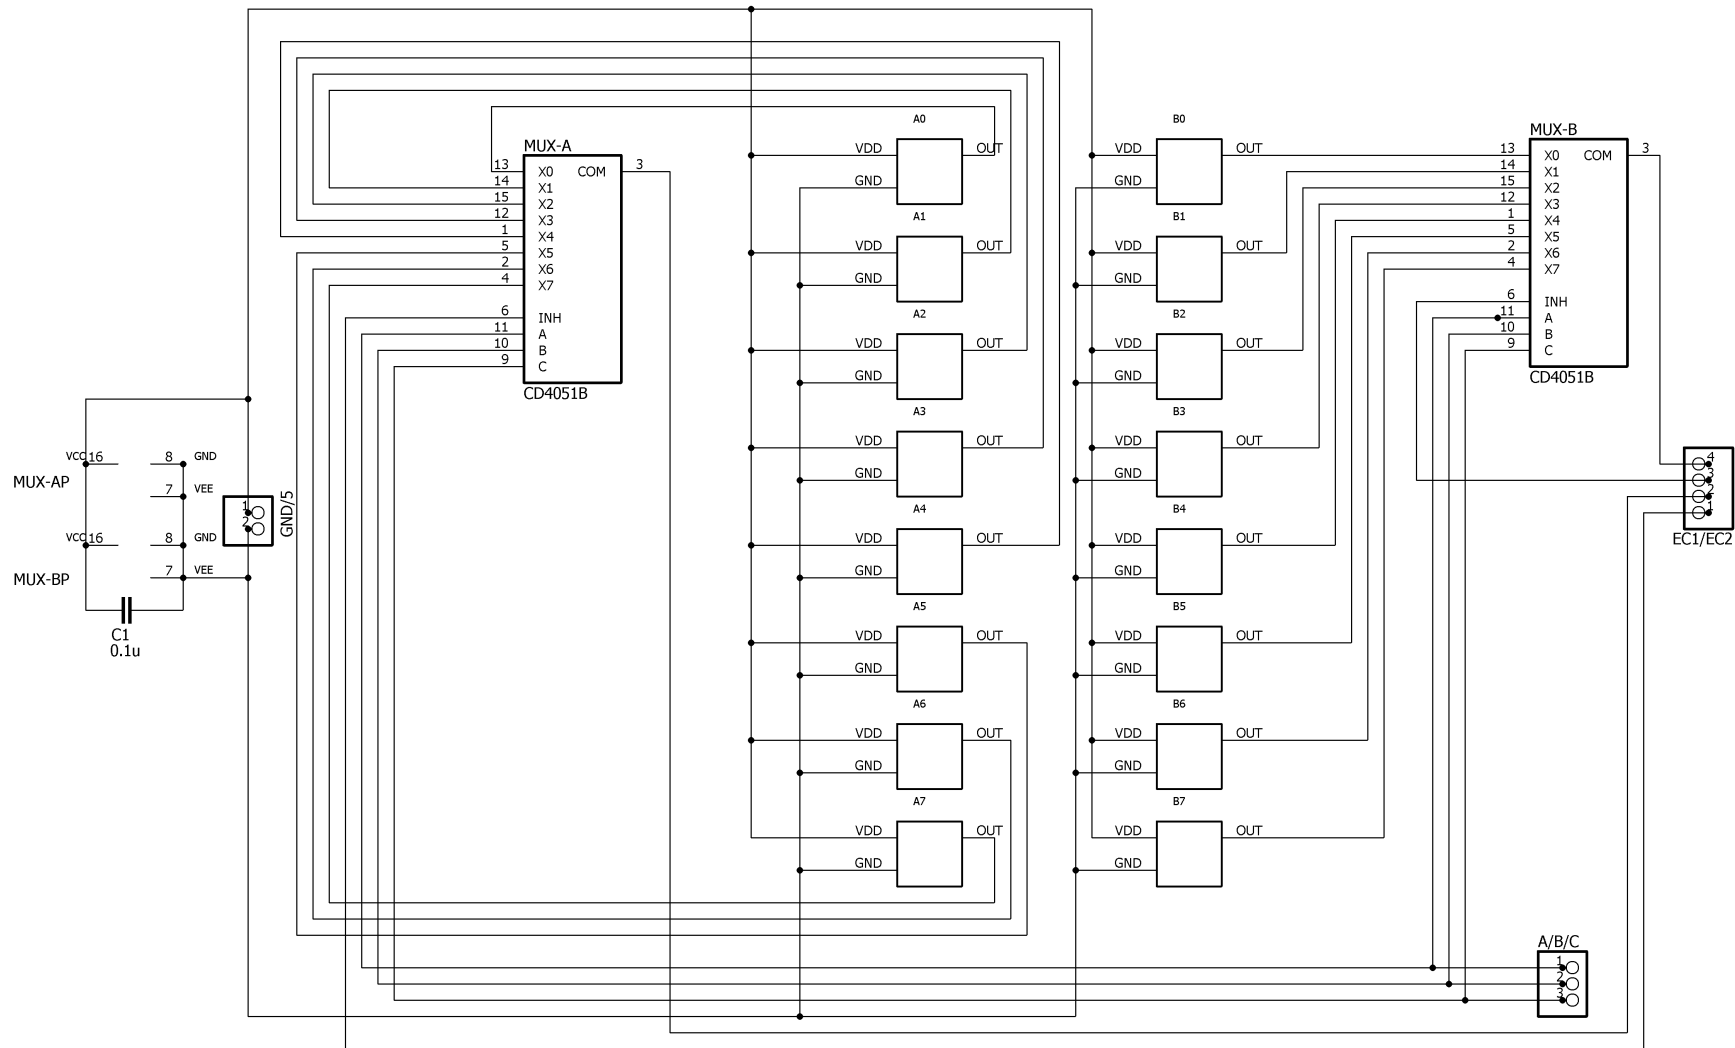 A0 B0
MUX-B
MUX-A
VDD OUT VDD OUT 13 X0 COM 3
13 X0 COM 3
14 X1
14 X1 GND GND 15 X2
15 X2 12 X3
12 X3 A1 B1 1 X4
1 X4 5 X5
5 X5 VDD OUT VDD OUT 2 X6
2 X6 4 X7
4 X7 GND GND
6 INH
6 INH A2 B2 11 A
11 A 10 B
10 B VDD OUT VDD OUT 9 C
9 C
GND GND CD4051B
CD4051B
A3 B3
VDD OUT VDD OUT
VCC 16 8 GND 4
MUX-AP GND GND 3
7 VEE 2
1 GND/5 A4 B4 1
2
VCC 16 8 GND VDD OUT VDD OUT EC1/EC2
MUX-BP 7 VEE GND GND
A5 B5
C1 VDD OUT VDD OUT
0.1u
GND GND
A6 B6
VDD OUT VDD OUT
GND GND
A7 B7
VDD OUT VDD OUT
GND GND
A/B/C
1
2
3